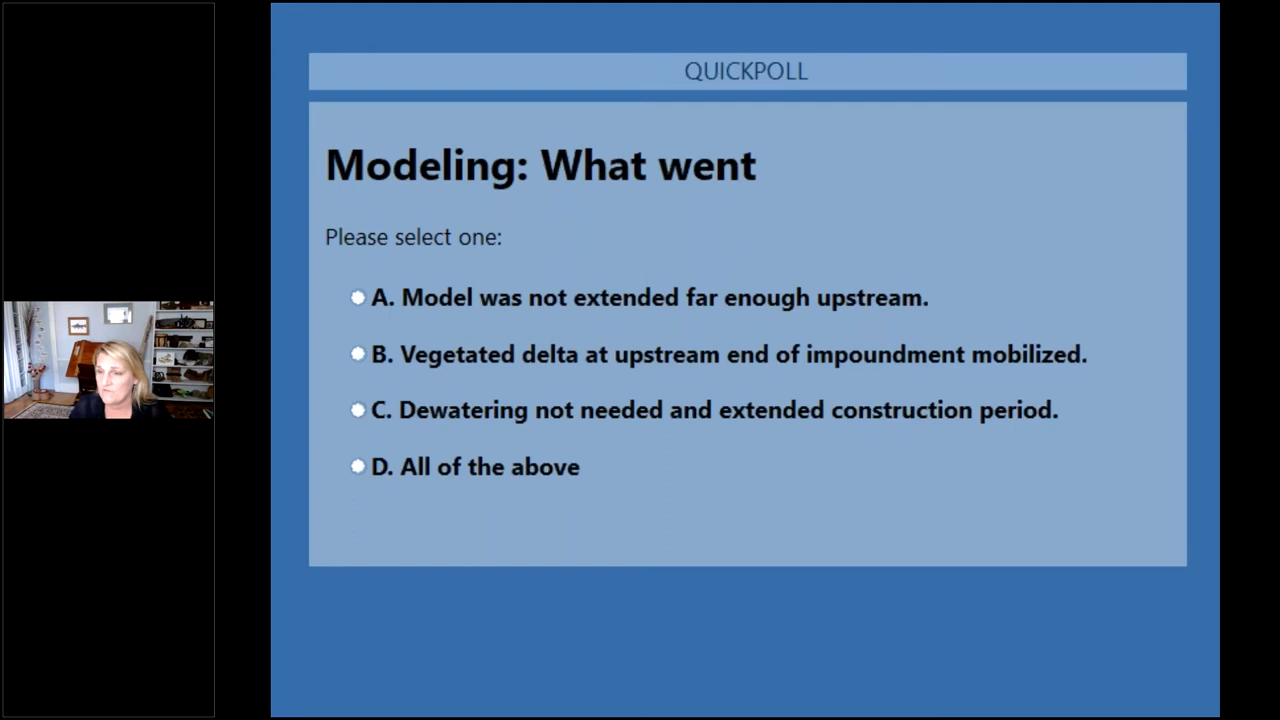 QUICKPOLL
Modeling: What went
Please select one:
A. Model was not extended far enough upstream.
B. Vegetated delta at upstream end of impoundment mobilized.
C. Dewatering not needed and extended construction period.
D. All of the above